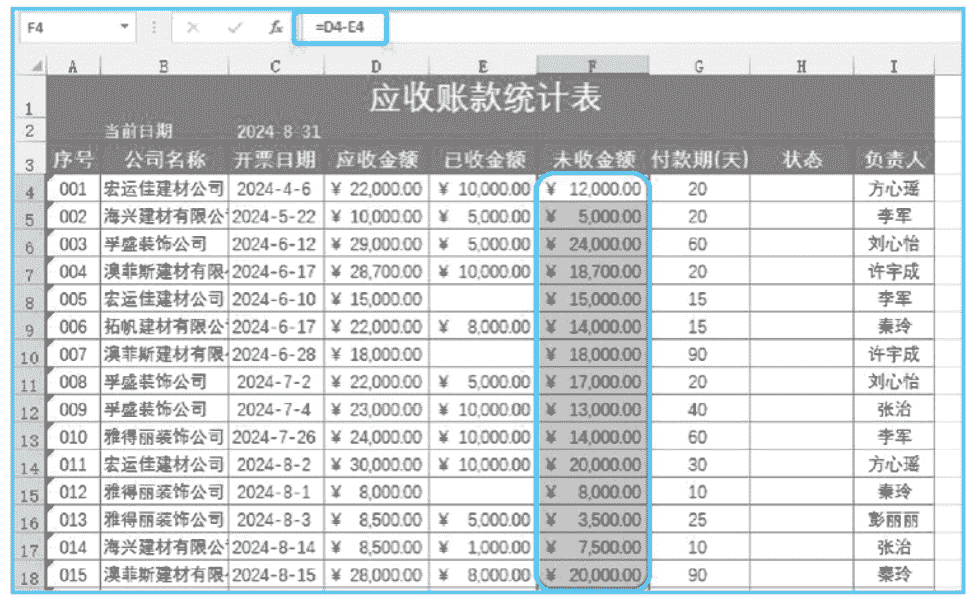 F4 fx =D4-E4
A B C D E F G H I
1 应收账款统计表
2 当前日期 2024-8-31
3 序号 公司名称 开票日期 应收金额 已收金额 未收金额 付款期(天) 状态 负责人
4 001 宏运佳建材公司 2024-4-6 ¥ 22,000.00 ¥ 10,000.00 ¥ 12,000.00 20 方心瑶
5 002 海兴建材有限公 2024-5-22 ¥ 10,000.00 ¥ 5,000.00 ¥ 5,000.00 20 李军
6 003 孚盛装饰公司 2024-6-12 ¥ 29,000.00 ¥ 5,000.00 ¥ 24,000.00 60 刘心怡
7 004 澳菲斯建材有限 2024-6-17 ¥ 28,700.00 ¥ 10,000.00 ¥ 18,700.00 20 许宇成
8 005 宏运佳建材公司 2024-6-10 ¥ 15,000.00 ¥ 15,000.00 15 李军
9 006 拓帆建材有限公 2024-6-17 ¥ 22,000.00 ¥ 8,000.00 ¥ 14,000.00 15 秦玲
10 007 澳菲斯建材有限 2024-6-28 ¥ 18,000.00 ¥ 18,000.00 90 许宇成
11 008 孚盛装饰公司 2024-7-2 ¥ 22,000.00 ¥ 5,000.00 ¥ 17,000.00 20 刘心怡
12 009 孚盛装饰公司 2024-7-4 ¥ 23,000.00 ¥ 10,000.00 ¥ 13,000.00 40 张治
13 010 雅得丽装饰公司 2024-7-26 ¥ 24,000.00 ¥ 10,000.00 ¥ 14,000.00 60 李军
14 011 宏运佳建材公司 2024-8-2 ¥ 30,000.00 ¥ 10,000.00 ¥ 20,000.00 30 方心瑶
15 012 雅得丽装饰公司 2024-8-1 ¥ 8,000.00 ¥ 8,000.00 10 秦玲
16 013 雅得丽装饰公司 2024-8-3 ¥ 8,500.00 ¥ 5,000.00 ¥ 3,500.00 25 彭丽丽
17 014 海兴建材有限公 2024-8-14 ¥ 8,500.00 ¥ 1,000.00 ¥ 7,500.00 10 张治
18 015 澳菲斯建材有限 2024-8-15 ¥ 28,000.00 ¥ 8,000.00 ¥ 20,000.00 90 秦玲